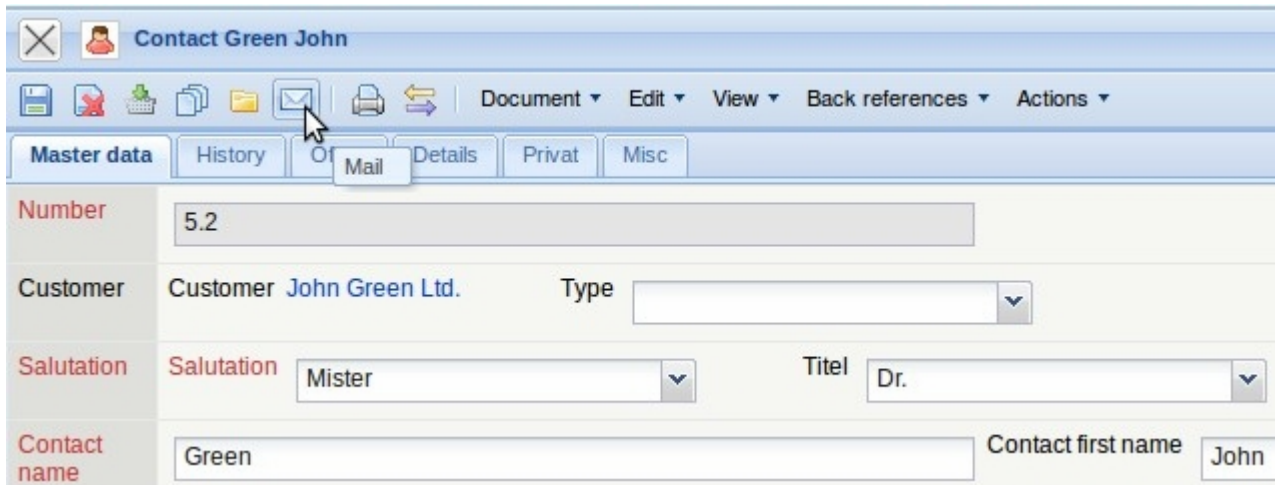 Contact Green John
Document Edit View Back references Actions
Master data History Details Privat Misc
Mail
Number 5.2
Customer Customer John Green Ltd. Type
Salutation Salutation Mister Titel Dr.
Contact name Green Contact first name John